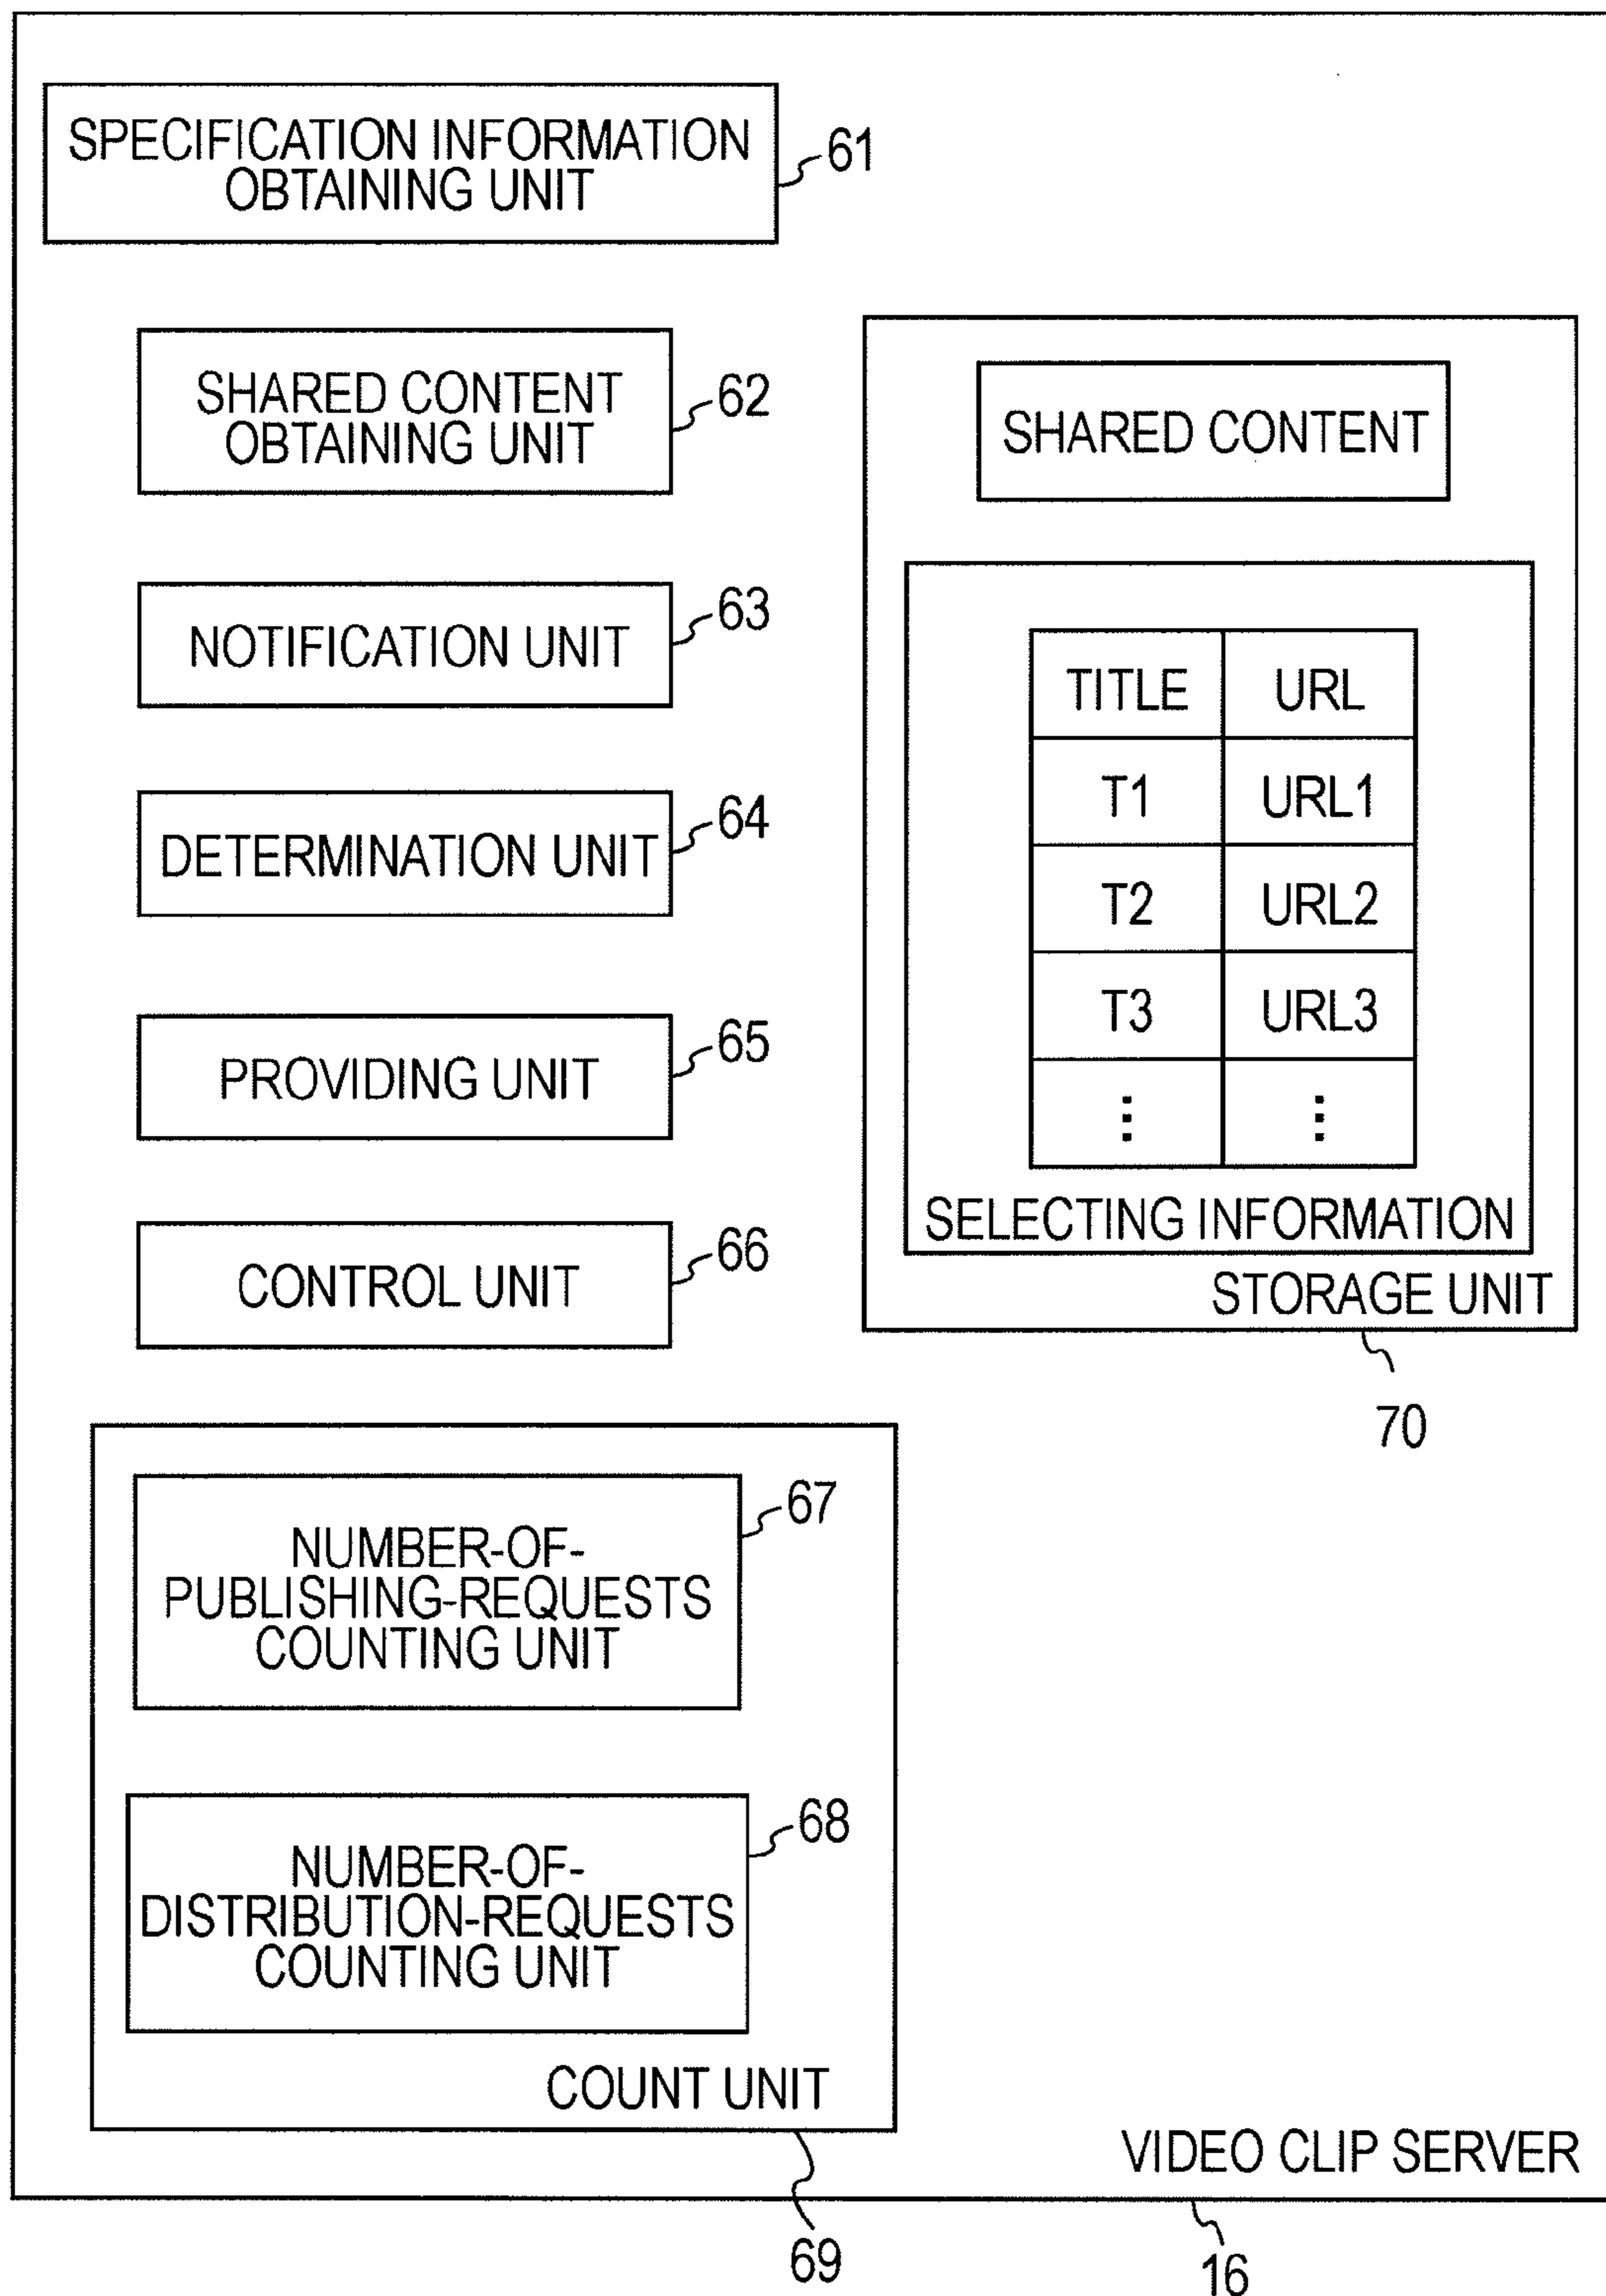 SPECIFICATION INFORMATION
OBTAINING UNIT
61
SHARED CONTENT
OBTAINING UNIT
62
NOTIFICATION UNIT
63
DETERMINATION UNIT
64
PROVIDING UNIT
65
CONTROL UNIT
66
SHARED CONTENT
TITLE URL
T1 URL1
T2 URL2
T3 URL3
⋮ ⋮
SELECTING INFORMATION
STORAGE UNIT
70
NUMBER-OF-
PUBLISHING-REQUESTS
COUNTING UNIT
67
NUMBER-OF-
DISTRIBUTION-REQUESTS
COUNTING UNIT
68
COUNT UNIT
69
VIDEO CLIP SERVER
16